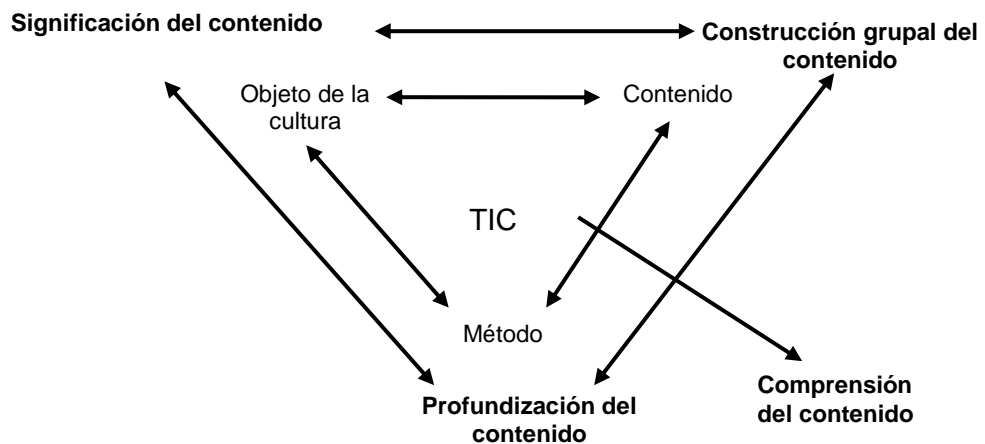 Significación del contenido
Construcción grupal del
contenido
Objeto de la
cultura
Contenido
TIC
Método
Profundización del
contenido
Comprensión
del contenido